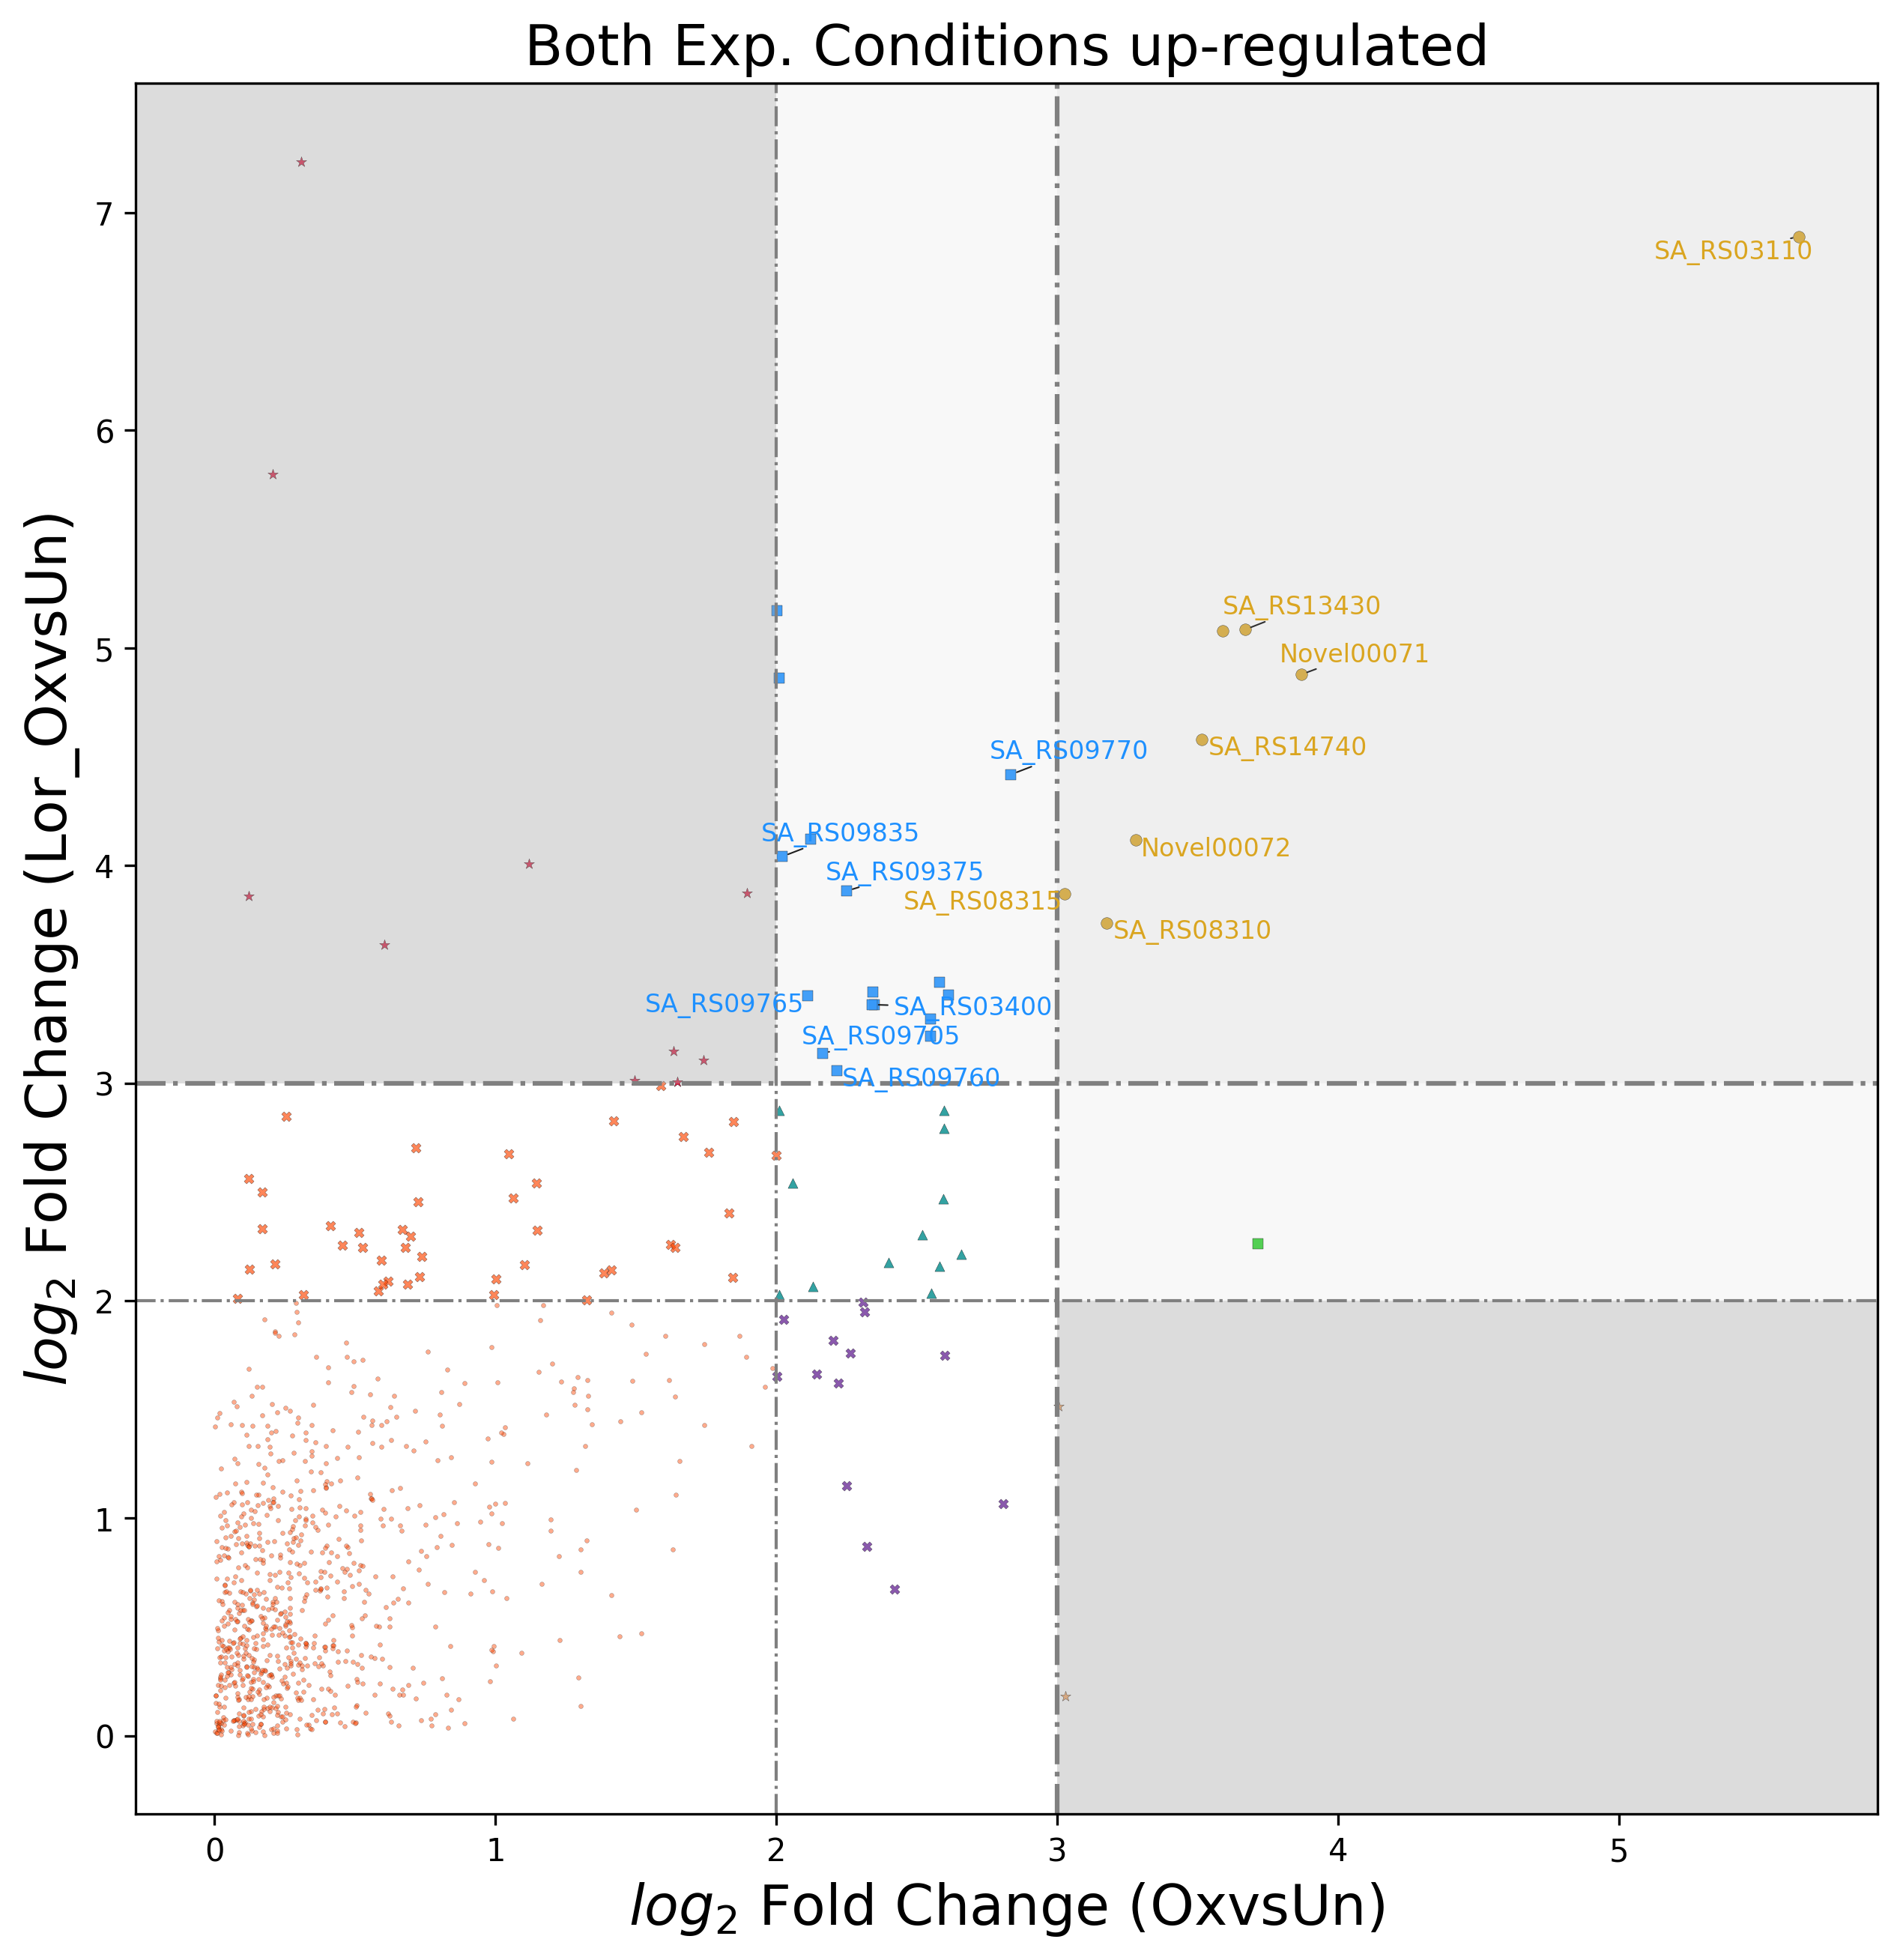 Both Exp. Conditions up-regulated
log2 Fold Change (Lor_OxvsUn)
7
6
5
4
3
2
1
0
SA_RS03110
SA_RS13430
Novel00071
SA_RS14740
SA_RS09770
SA_RS09835
Novel00072
SA_RS09375
SA_RS08315
SA_RS08310
SA_RS09765
SA_RS03400
SA_RS09705
SA_RS09760
0 1 2 3 4 5
log2 Fold Change (OxvsUn)